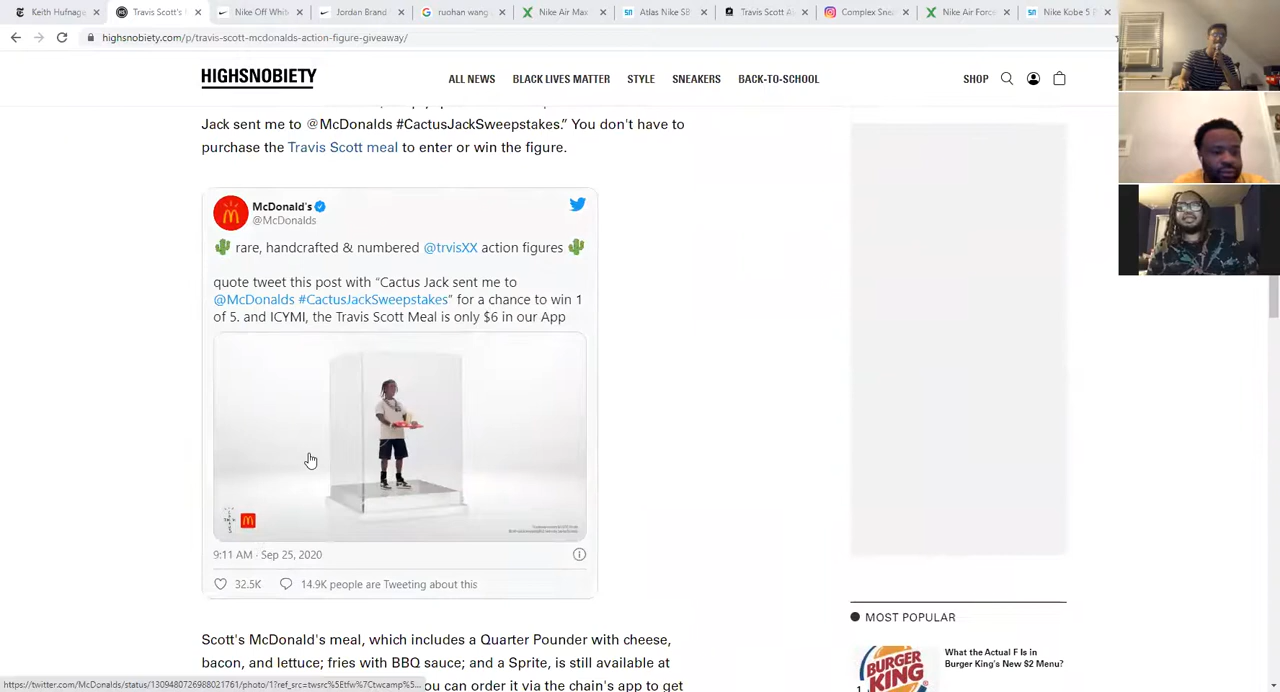 Keith Hufnage
Travis Scott's
Nike Off White
Jordan Brand
ruohan wang
Nike Air Max
Atlas Nike SB
Travis Scott A
Complex Snea
Nike Air Force
Nike Kobe 5 P
highsnobiety.com/p/travis-scott-mcdonalds-action-figure-giveaway/
HIGHSNOBIETY
ALL NEWS BLACK LIVES MATTER STYLE SNEAKERS BACK-TO-SCHOOL SHOP
Jack sent me to @McDonalds #CactusJackSweepstakes.” You don't have to
purchase the Travis Scott meal to enter or win the figure.
McDonald's
@McDonalds
rare, handcrafted & numbered @trvisXX action figures
quote tweet this post with “Cactus Jack sent me to
@McDonalds #CactusJackSweepstakes” for a chance to win 1
of 5. and ICYMI, the Travis Scott Meal is only $6 in our App
9:11 AM · Sep 25, 2020
32.5K 14.9K people are Tweeting about this
MOST POPULAR
BURGER
KING
1
What the Actual F Is in
Burger King's New $2 Menu?
Scott's McDonald's meal, which includes a Quarter Pounder with cheese,
bacon, and lettuce; fries with BBQ sauce; and a Sprite, is still available at
ou can order it via the chain's app to get